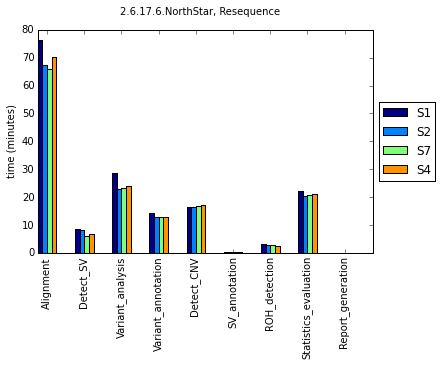 2.6.17.6.NorthStar, Resequence
80
70
60
50
40
30
20
10
0
time (minutes)
Alignment
Detect_SV
Variant_analysis
Variant_annotation
Detect_CNV
SV_annotation
ROH_detection
Statistics_evaluation
Report_generation
S1
S2
S7
S4